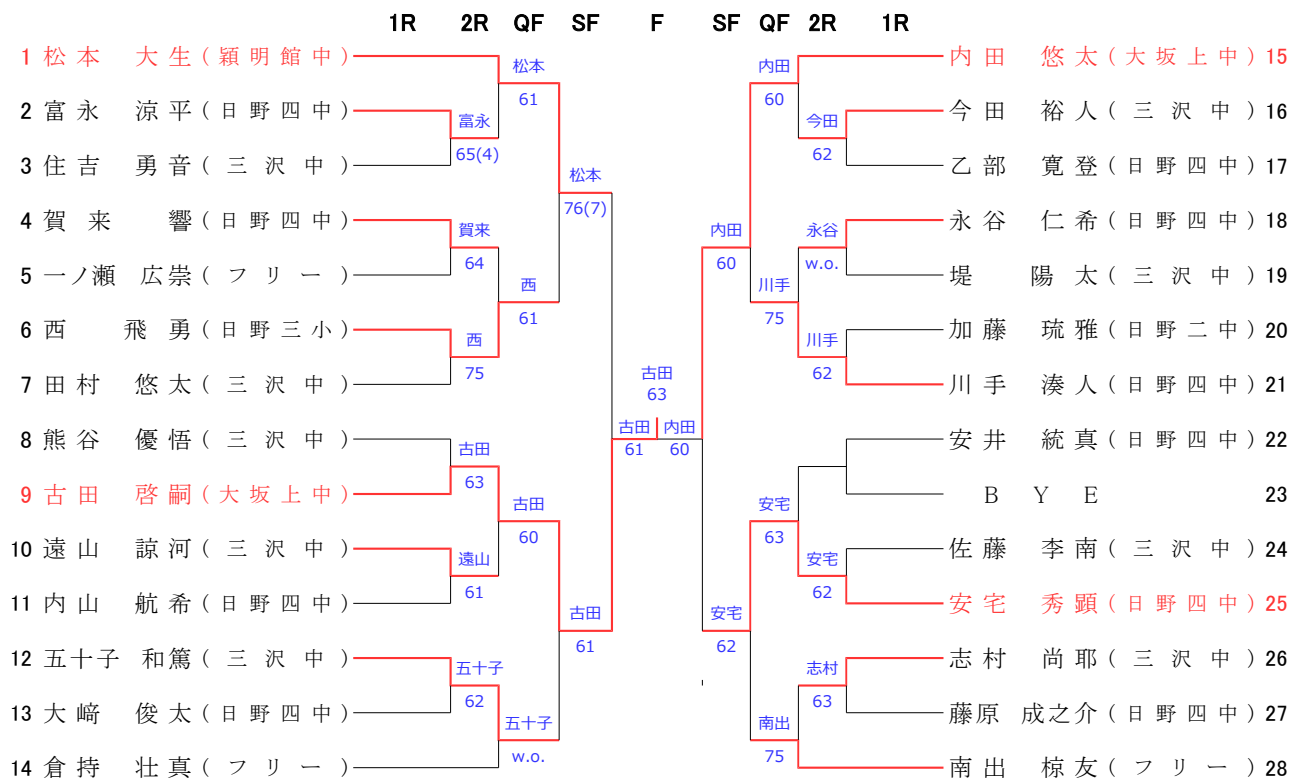 1R 2R QF SF F SF QF 2R 1R
1 松本 大生(穎明館中) 松本 内田 内田 悠太(大坂上中) 15
61 60
2 富永 涼平(日野四中) 富永 今田 今田 裕人(三沢中) 16
65(4) 62
3 住吉 勇音(三沢中) 松本 乙部 寛登(日野四中) 17
76(7)
4 賀来 響(日野四中) 賀来 内田 永谷 永谷 仁希(日野四中) 18
64 60 w.o.
5 一ノ瀬 広崇(フリー) 西 川手 堤 陽太(三沢中) 19
61 75
6 西 飛勇(日野三小) 西 川手 加藤 琉雅(日野二中) 20
75 62
7 田村 悠太(三沢中) 古田 川手 湊人(日野四中) 21
63
8 熊谷 優悟(三沢中) 古田 古田 内田 安井 統真(日野四中) 22
63 61 60
9 古田 啓嗣(大坂上中) 古田 安宅 BYE 23
60 63
10 遠山 諒河(三沢中) 遠山 安宅 佐藤 李南(三沢中) 24
61 62
11 内山 航希(日野四中) 古田 安宅 安宅 秀顕(日野四中) 25
61 62
12 五十子 和篤(三沢中) 五十子 志村 志村 尚耶(三沢中) 26
62 63
13 大﨑 俊太(日野四中) 五十子 南出 藤原 成之介(日野四中) 27
w.o. 75
14 倉持 壮真(フリー) 南出 椋友(フリー) 28